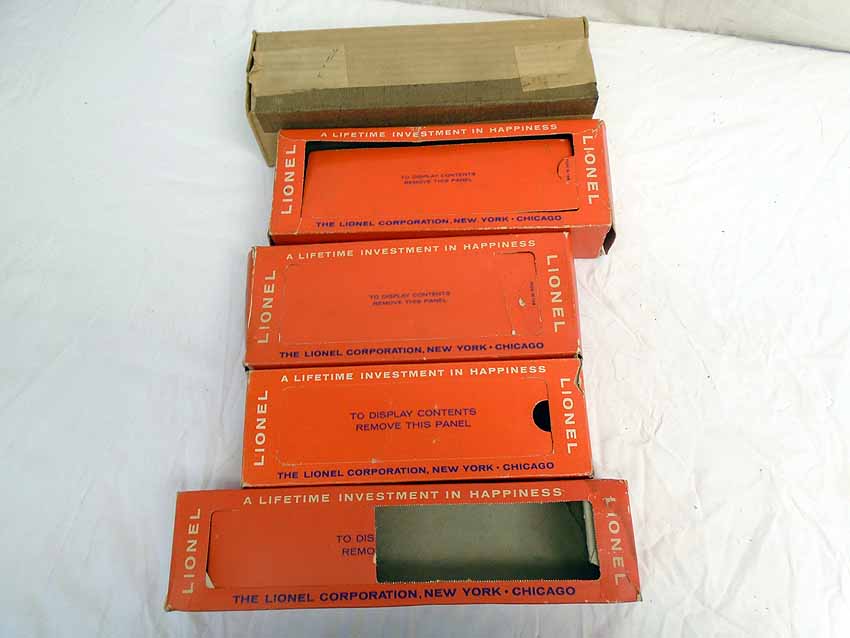 A LIFETIME INVESTMENT IN HAPPINESS
LIONEL
TO DISPLAY CONTENTS
REMOVE THIS PANEL
LIONEL
THE LIONEL CORPORATION, NEW YORK • CHICAGO
A LIFETIME INVESTMENT IN HAPPINESS
LIONEL
TO DISPLAY CONTENTS
REMOVE THIS PANEL
LIONEL
THE LIONEL CORPORATION, NEW YORK • CHICAGO
A LIFETIME INVESTMENT IN HAPPINESS
LIONEL
TO DISPLAY CONTENTS
REMOVE THIS PANEL
LIONEL
THE LIONEL CORPORATION, NEW YORK • CHICAGO
A LIFETIME INVESTMENT IN HAPPINESS
LIONEL
TO DIS
REMO
LIONEL
THE LIONEL CORPORATION, NEW YORK • CHICAGO